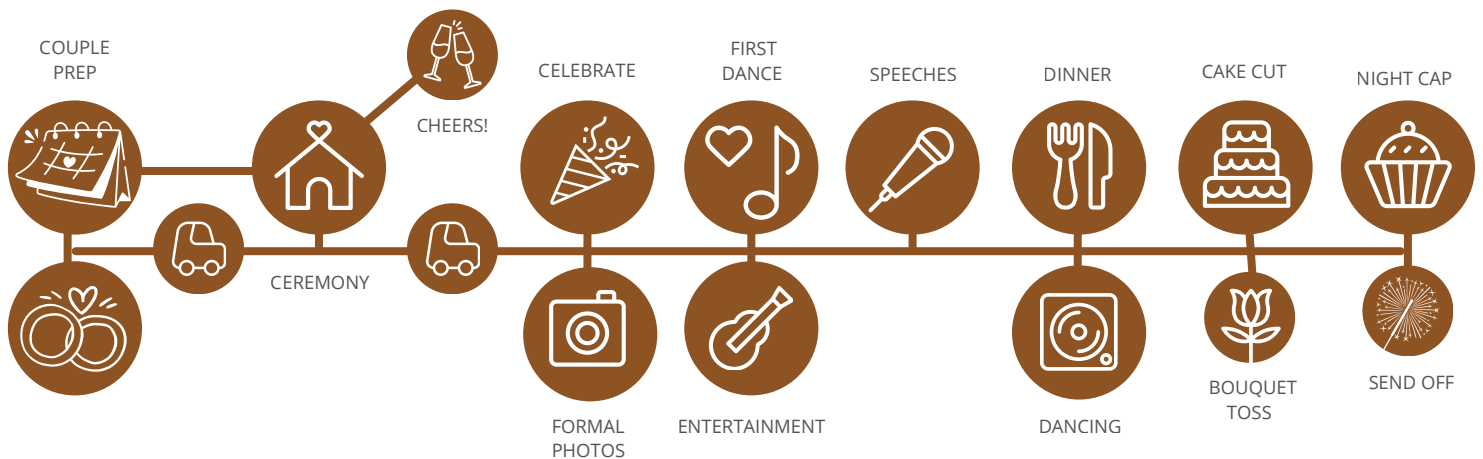 COUPLE
PREP
CHEERS!
CEREMONY
CELEBRATE
FORMAL
PHOTOS
FIRST
DANCE
ENTERTAINMENT
SPEECHES
DINNER
DANCING
CAKE CUT
BOUQUET
TOSS
NIGHT CAP
SEND OFF